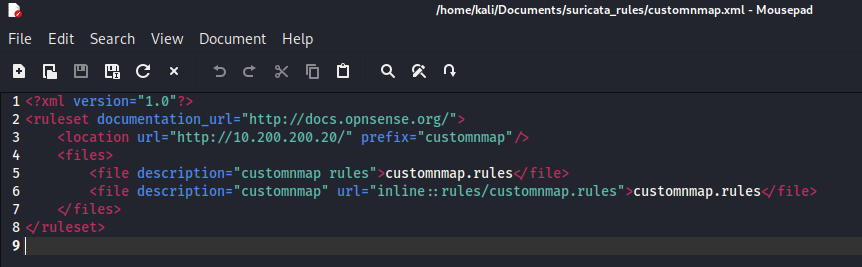 /home/kali/Documents/suricata_rules/customnmap.xml - Mousepad
File Edit Search View Document Help
1 <?xml version="1.0"?>
2 <ruleset documentation_url="http://docs.opnsense.org/">
3     <location url="http://10.200.200.20/" prefix="customnmap"/>
4     <files>
5         <file description="customnmap rules">customnmap.rules</file>
6         <file description="customnmap" url="inline::rules/customnmap.rules">customnmap.rules</file>
7     </files>
8 </ruleset>
9